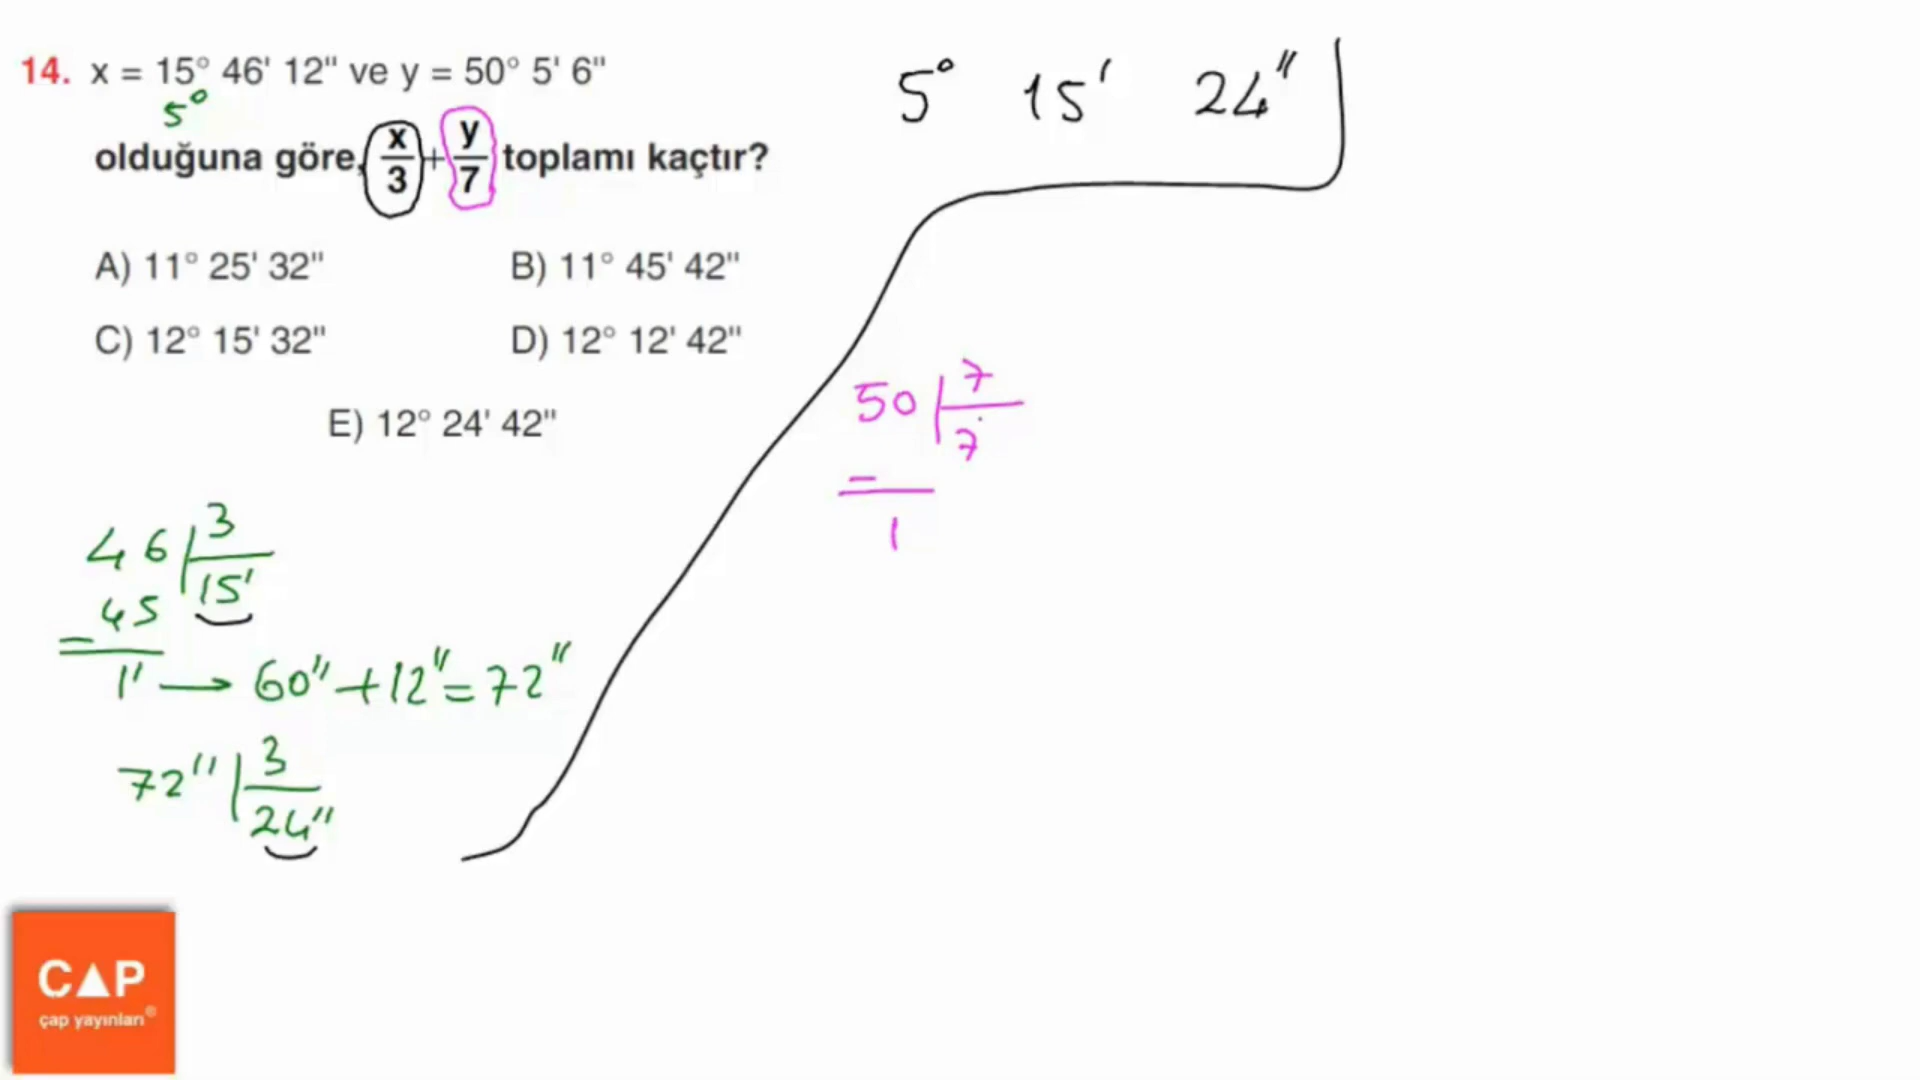 14. x = 15° 46' 12" ve y = 50° 5' 6"
5°
olduğuna göre, x/3 + y/7 toplamı kaçtır?
A) 11° 25' 32"
B) 11° 45' 42"
C) 12° 15' 32"
D) 12° 12' 42"
E) 12° 24' 42"
5° 15' 24"
50 | 7
7
=
1
46 | 3
15'
- 45
1' → 60" + 12" = 72"
72" | 3
24"
CAP
çap yayınları®